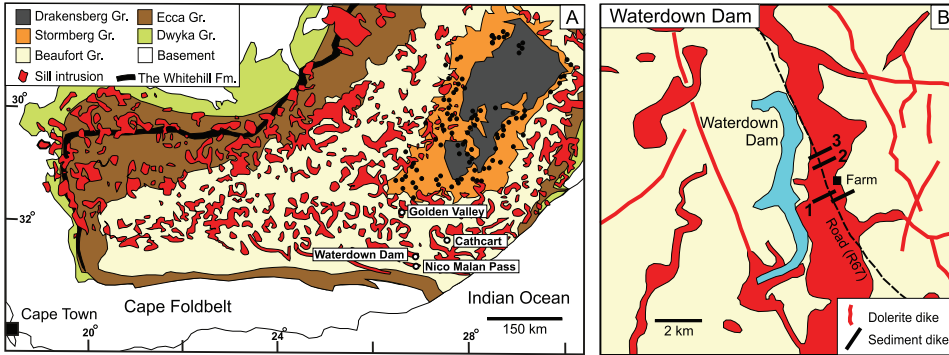 Drakensberg Gr.
Ecca Gr.
Stormberg Gr.
Dwyka Gr.
Beaufort Gr.
Basement
Sill intrusion
The Whitehill Fm.
A
30
32
Golden Valley
Cathcart
Waterdown Dam
Nico Malan Pass
Cape Foldbelt
Indian Ocean
Cape Town
20°
24°
28°
150 km
Waterdown Dam
B
Waterdown
Dam
3
2
Farm
1
Road (R67)
2 km
Dolerite dike
Sediment dike